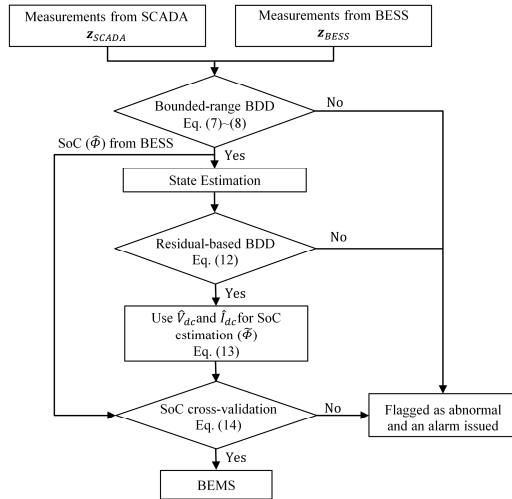 Measurements from SCADA
𝒛_SCADA
Measurements from BESS
𝒛_BESS
Bounded-range BDD
Eq. (7)~(8)
No
SoC (Φ̂) from BESS
Yes
State Estimation
Residual-based BDD
Eq. (12)
No
Yes
Use V̂_dc and Î_dc for SoC
estimation (Φ̃)
Eq. (13)
SoC cross-validation
Eq. (14)
No
Flagged as abnormal
and an alarm issued
Yes
BEMS